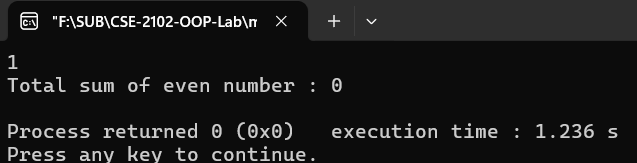 "F:\SUB\CSE-2102-OOP-Lab\m
1
Total sum of even number : 0
Process returned 0 (0x0)   execution time : 1.236 s
Press any key to continue.